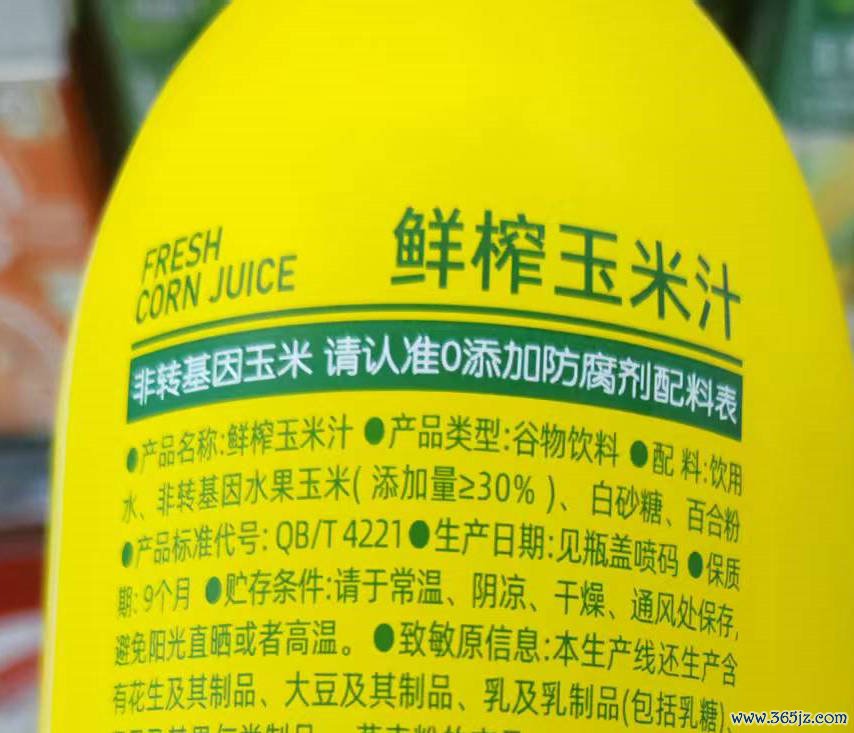 FRESH
CORN JUICE
鲜榨玉米汁
非转基因玉米 请认准0添加防腐剂配料表
●产品名称:鲜榨玉米汁 ●产品类型:谷物饮料 ●配 料:饮用
水、非转基因水果玉米( 添加量≥30% )、白砂糖、百合粉
●产品标准代号: QB/T 4221●生产日期:见瓶盖喷码 ●保质
期: 9个月 ●贮存条件:请于常温、阴凉、干燥、通风处保存,
避免阳光直晒或者高温。 ●致敏原信息:本生产线还生产含
有花生及其制品、大豆及其制品、乳及乳制品(包括乳糖)、
www.365jz.com